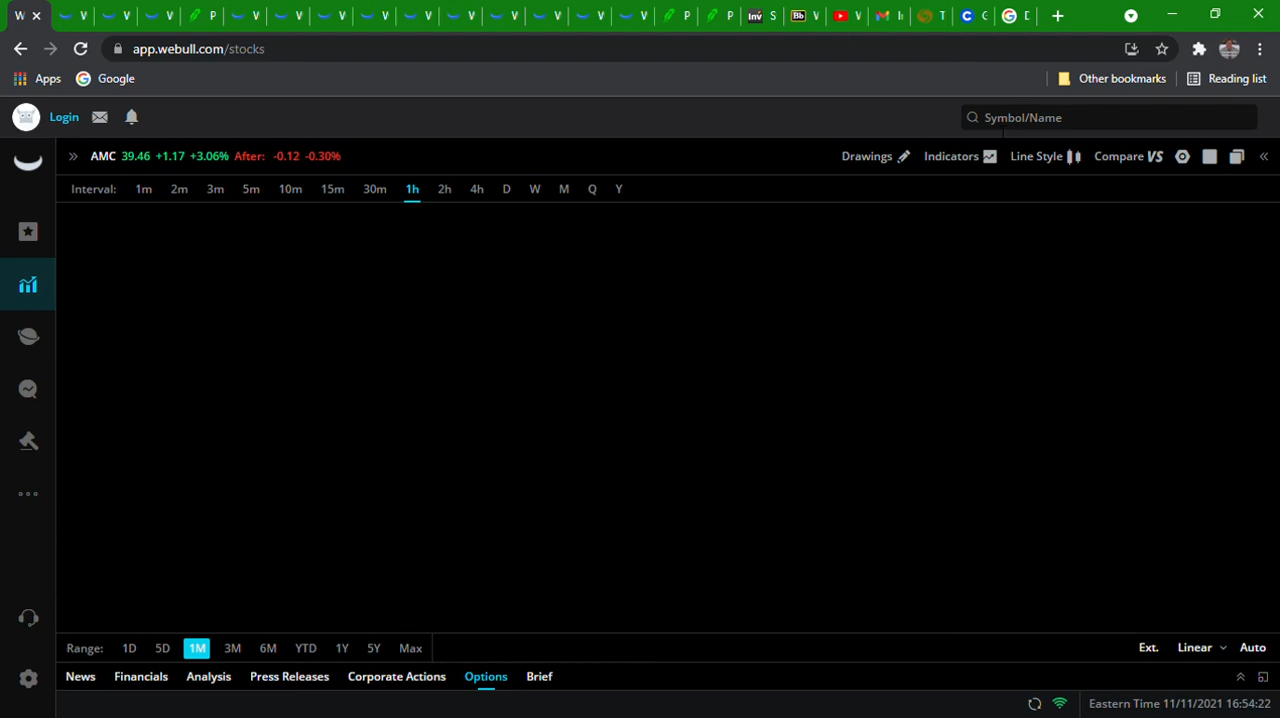 W V V V P V V V V V V V V V V P P Inv S Bb V V I T C G D
app.webull.com/stocks
Apps Google Other bookmarks Reading list
Login Symbol/Name
AMC 39.46 +1.17 +3.06% After: -0.12 -0.30% Drawings Indicators Line Style Compare VS
Interval: 1m 2m 3m 5m 10m 15m 30m 1h 2h 4h D W M Q Y
Range: 1D 5D 1M 3M 6M YTD 1Y 5Y Max Ext. Linear Auto
News Financials Analysis Press Releases Corporate Actions Options Brief
Eastern Time 11/11/2021 16:54:22